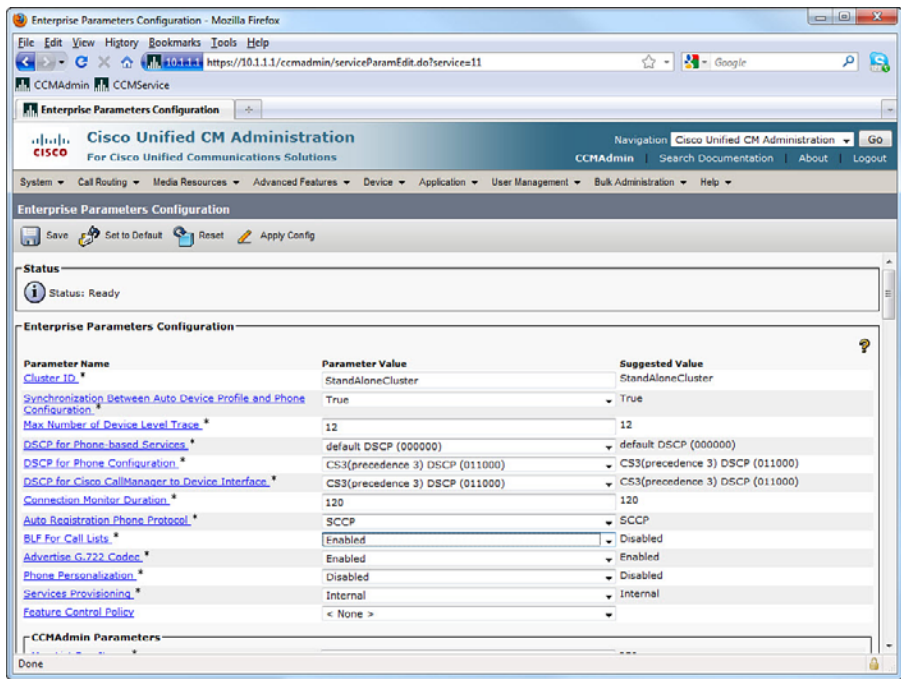 Enterprise Parameters Configuration - Mozilla Firefox
File Edit View History Bookmarks Tools Help
10.1.1.1 https://10.1.1.1/ccmadmin/serviceParamEdit.do?service=11 Google
CCMAdmin CCMService
Enterprise Parameters Configuration
cisco Cisco Unified CM Administration
For Cisco Unified Communications Solutions
Navigation Cisco Unified CM Administration Go
CCMAdmin | Search Documentation | About | Logout
System Call Routing Media Resources Advanced Features Device Application User Management Bulk Administration Help
Enterprise Parameters Configuration
Save Set to Default Reset Apply Config
Status
Status: Ready
Enterprise Parameters Configuration
Parameter Name Parameter Value Suggested Value
Cluster ID * StandAloneCluster StandAloneCluster
Synchronization Between Auto Device Profile and Phone Configuration * True True
Max Number of Device Level Trace * 12 12
DSCP for Phone-based Services * default DSCP (000000) default DSCP (000000)
DSCP for Phone Configuration * CS3(precedence 3) DSCP (011000) CS3(precedence 3) DSCP (011000)
DSCP for Cisco CallManager to Device Interface * CS3(precedence 3) DSCP (011000) CS3(precedence 3) DSCP (011000)
Connection Monitor Duration * 120 120
Auto Registration Phone Protocol * SCCP SCCP
BLF For Call Lists * Enabled Disabled
Advertise G.722 Codec * Enabled Enabled
Phone Personalization * Disabled Disabled
Services Provisioning * Internal Internal
Feature Control Policy < None >
CCMAdmin Parameters
Done